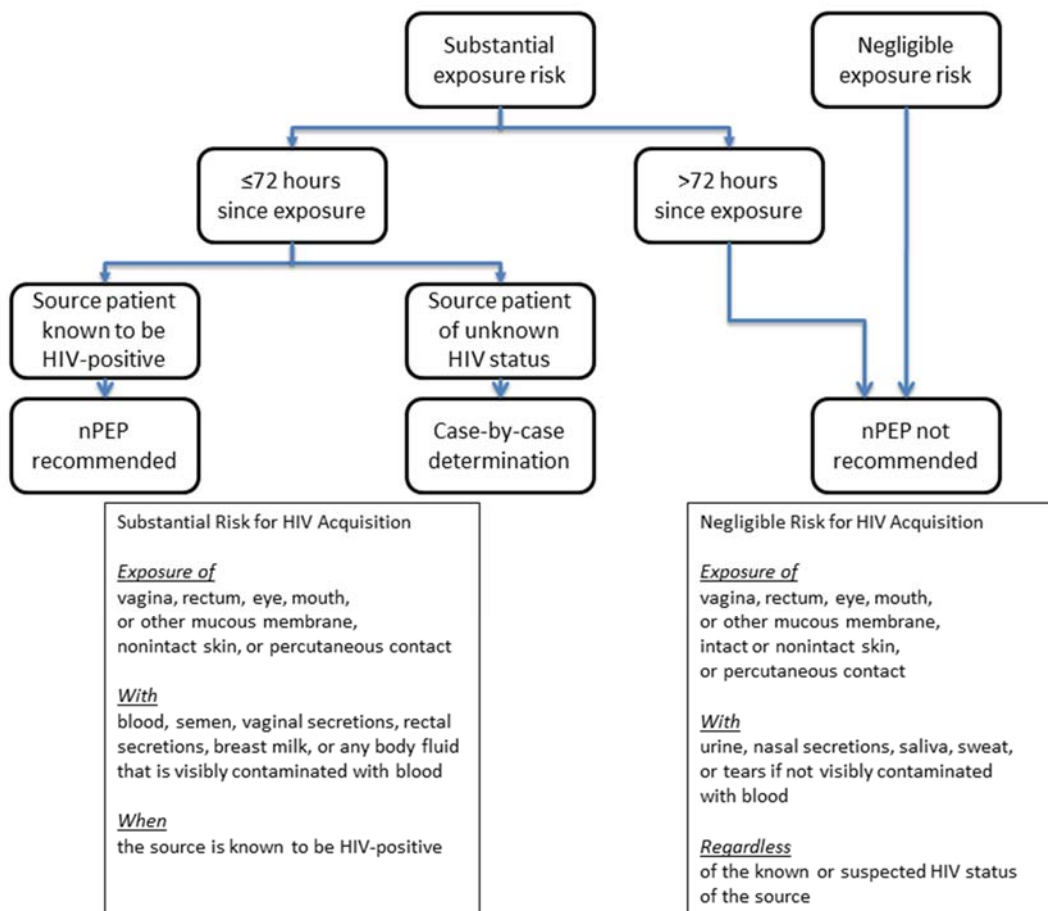 Substantial
exposure risk
Negligible
exposure risk
≤72 hours
since exposure
>72 hours
since exposure
Source patient
known to be
HIV-positive
Source patient
of unknown
HIV status
nPEP
recommended
Case-by-case
determination
nPEP not
recommended
Substantial Risk for HIV Acquisition
Exposure of
vagina, rectum, eye, mouth,
or other mucous membrane,
nonintact skin, or percutaneous contact
With
blood, semen, vaginal secretions, rectal
secretions, breast milk, or any body fluid
that is visibly contaminated with blood
When
the source is known to be HIV-positive
Negligible Risk for HIV Acquisition
Exposure of
vagina, rectum, eye, mouth,
or other mucous membrane,
intact or nonintact skin,
or percutaneous contact
With
urine, nasal secretions, saliva, sweat,
or tears if not visibly contaminated
with blood
Regardless
of the known or suspected HIV status
of the source